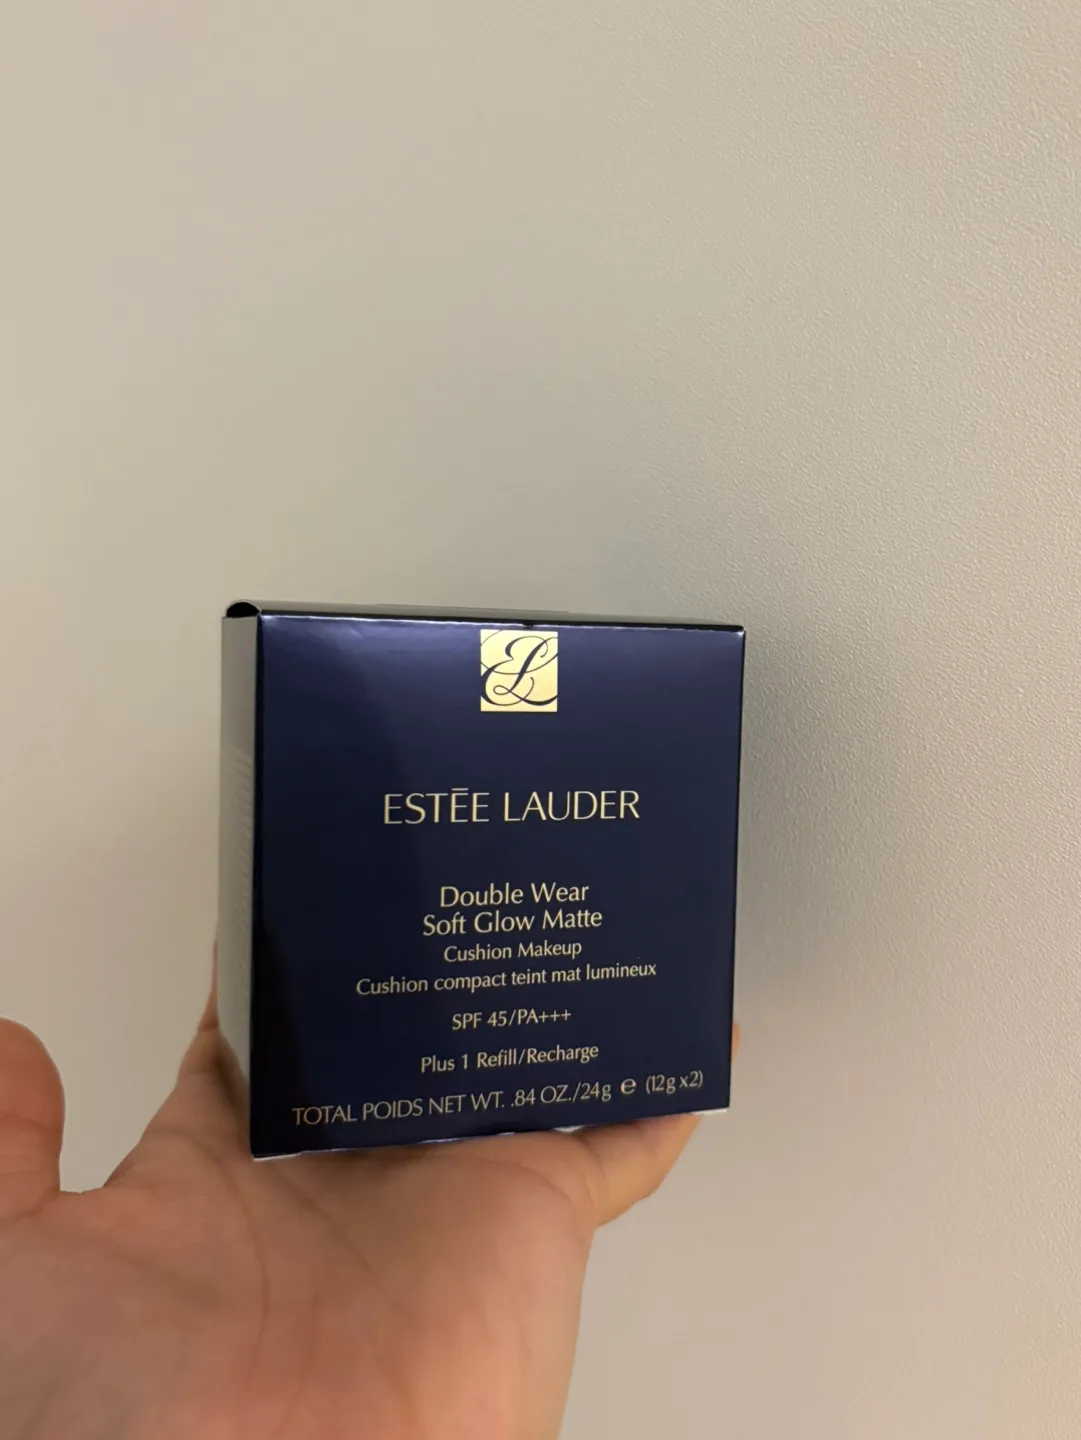 EL
ESTĒE LAUDER
Double Wear
Soft Glow Matte
Cushion Makeup
Cushion compact teint mat lumineux
SPF 45/PA+++
Plus 1 Refill/Recharge
TOTAL POIDS NET WT. .84 OZ./24g ℮ (12g x2)